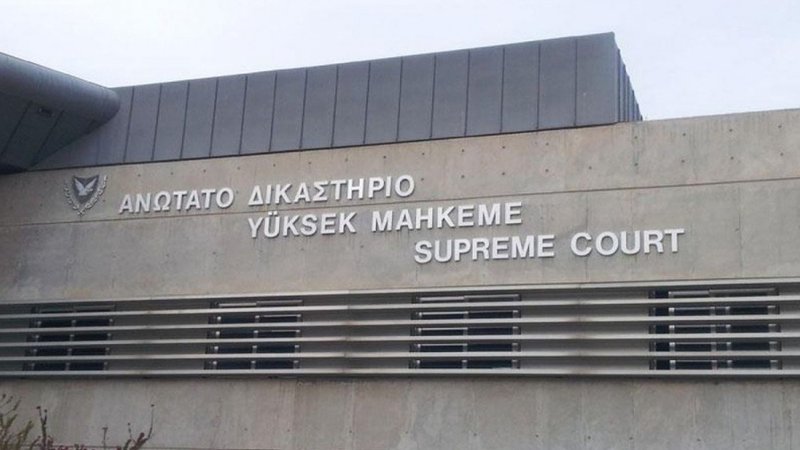 ΑΝΩΤΑΤΟ ΔΙΚΑΣΤΗΡΙΟ
YÜKSEK MAHKEME
SUPREME COURT